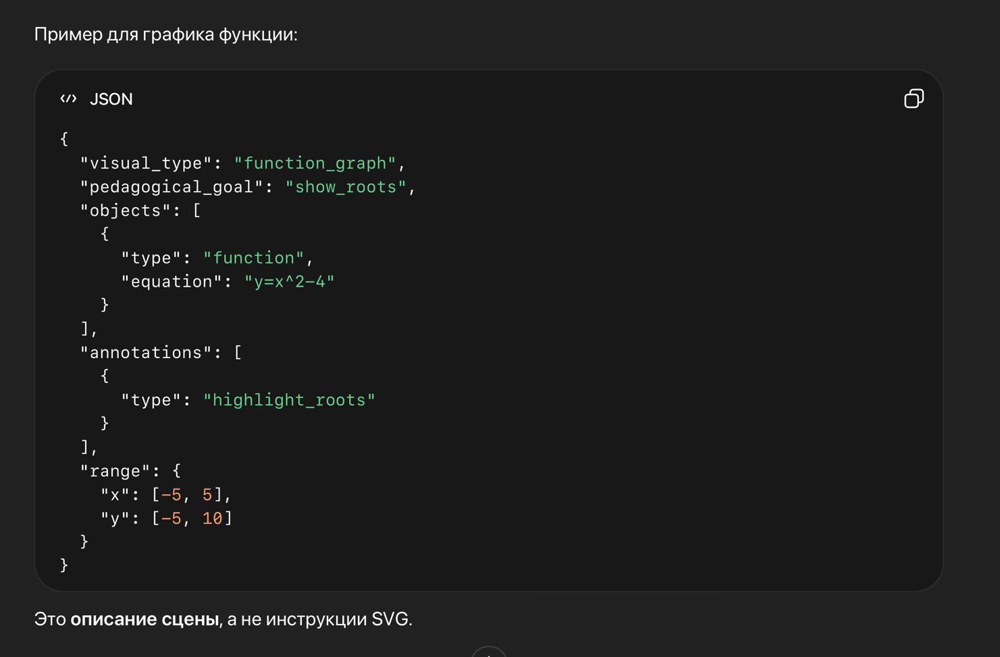 Пример для графика функции:
JSON
{
  "visual_type": "function_graph",
  "pedagogical_goal": "show_roots",
  "objects": [
    {
      "type": "function",
      "equation": "y=x^2-4"
    }
  ],
  "annotations": [
    {
      "type": "highlight_roots"
    }
  ],
  "range": {
    "x": [-5, 5],
    "y": [-5, 10]
  }
}
Это описание сцены, а не инструкции SVG.